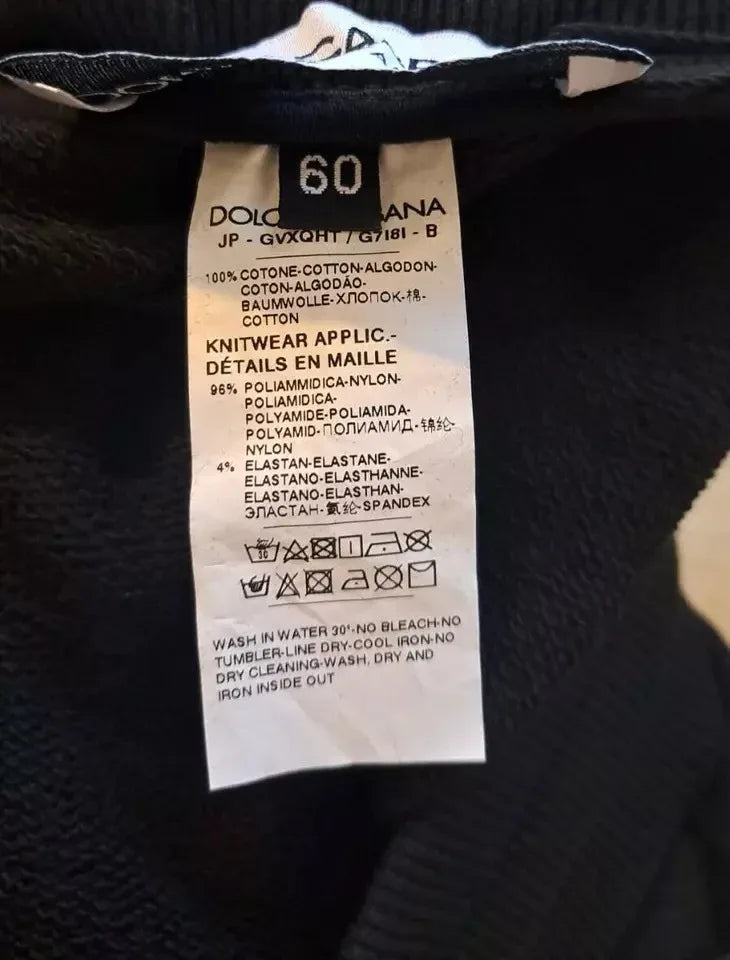 60
DOLC ANA
JP - GVXQHT / G7I8I - B
100% COTONE-COTTON-ALGODON-
COTON-ALGODÃO-
BAUMWOLLE-ХЛОПОК-棉-
COTTON
KNITWEAR APPLIC.-
DÉTAILS EN MAILLE
96% POLIAMMIDICA-NYLON-
POLIAMIDICA-
POLYAMIDE-POLIAMIDA-
POLYAMID-ПОЛИАМИД-锦纶-
NYLON
4% ELASTAN-ELASTANE-
ELASTANO-ELASTHANNE-
ELASTANO-ELASTHAN-
ЭЛАСТАН-氨纶-SPANDEX
30
WASH IN WATER 30°-NO BLEACH-NO
TUMBLER-LINE DRY-COOL IRON-NO
DRY CLEANING-WASH, DRY AND
IRON INSIDE OUT